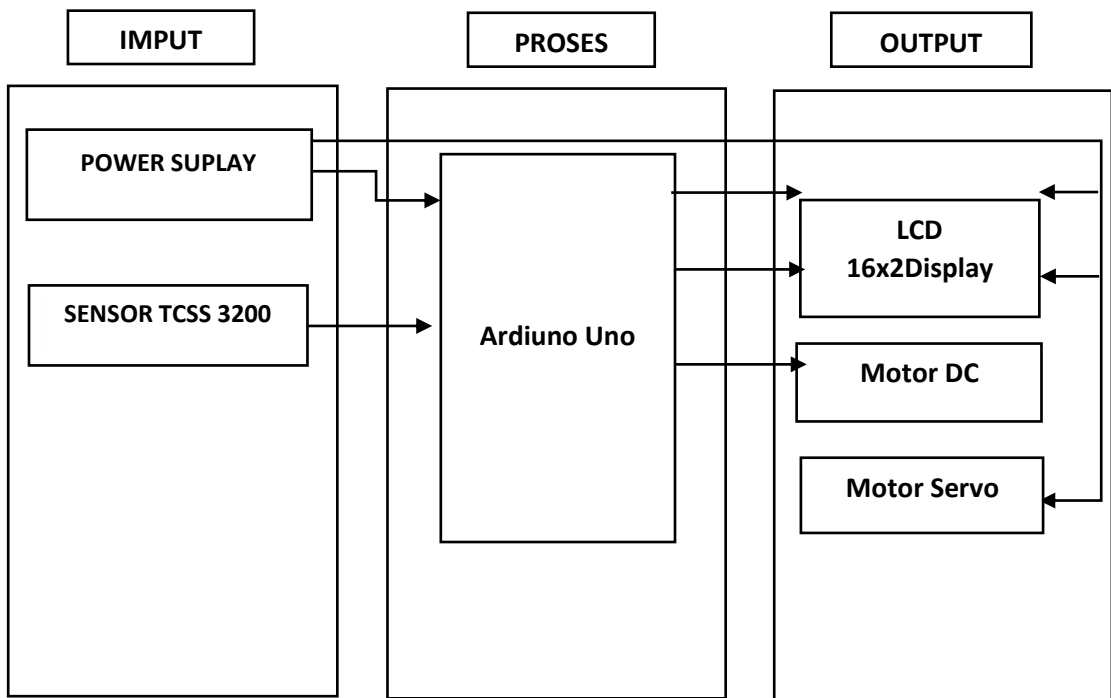 IMPUT
PROSES
OUTPUT
POWER SUPLAY
SENSOR TCSS 3200
Ardiuno Uno
LCD
16x2Display
Motor DC
Motor Servo